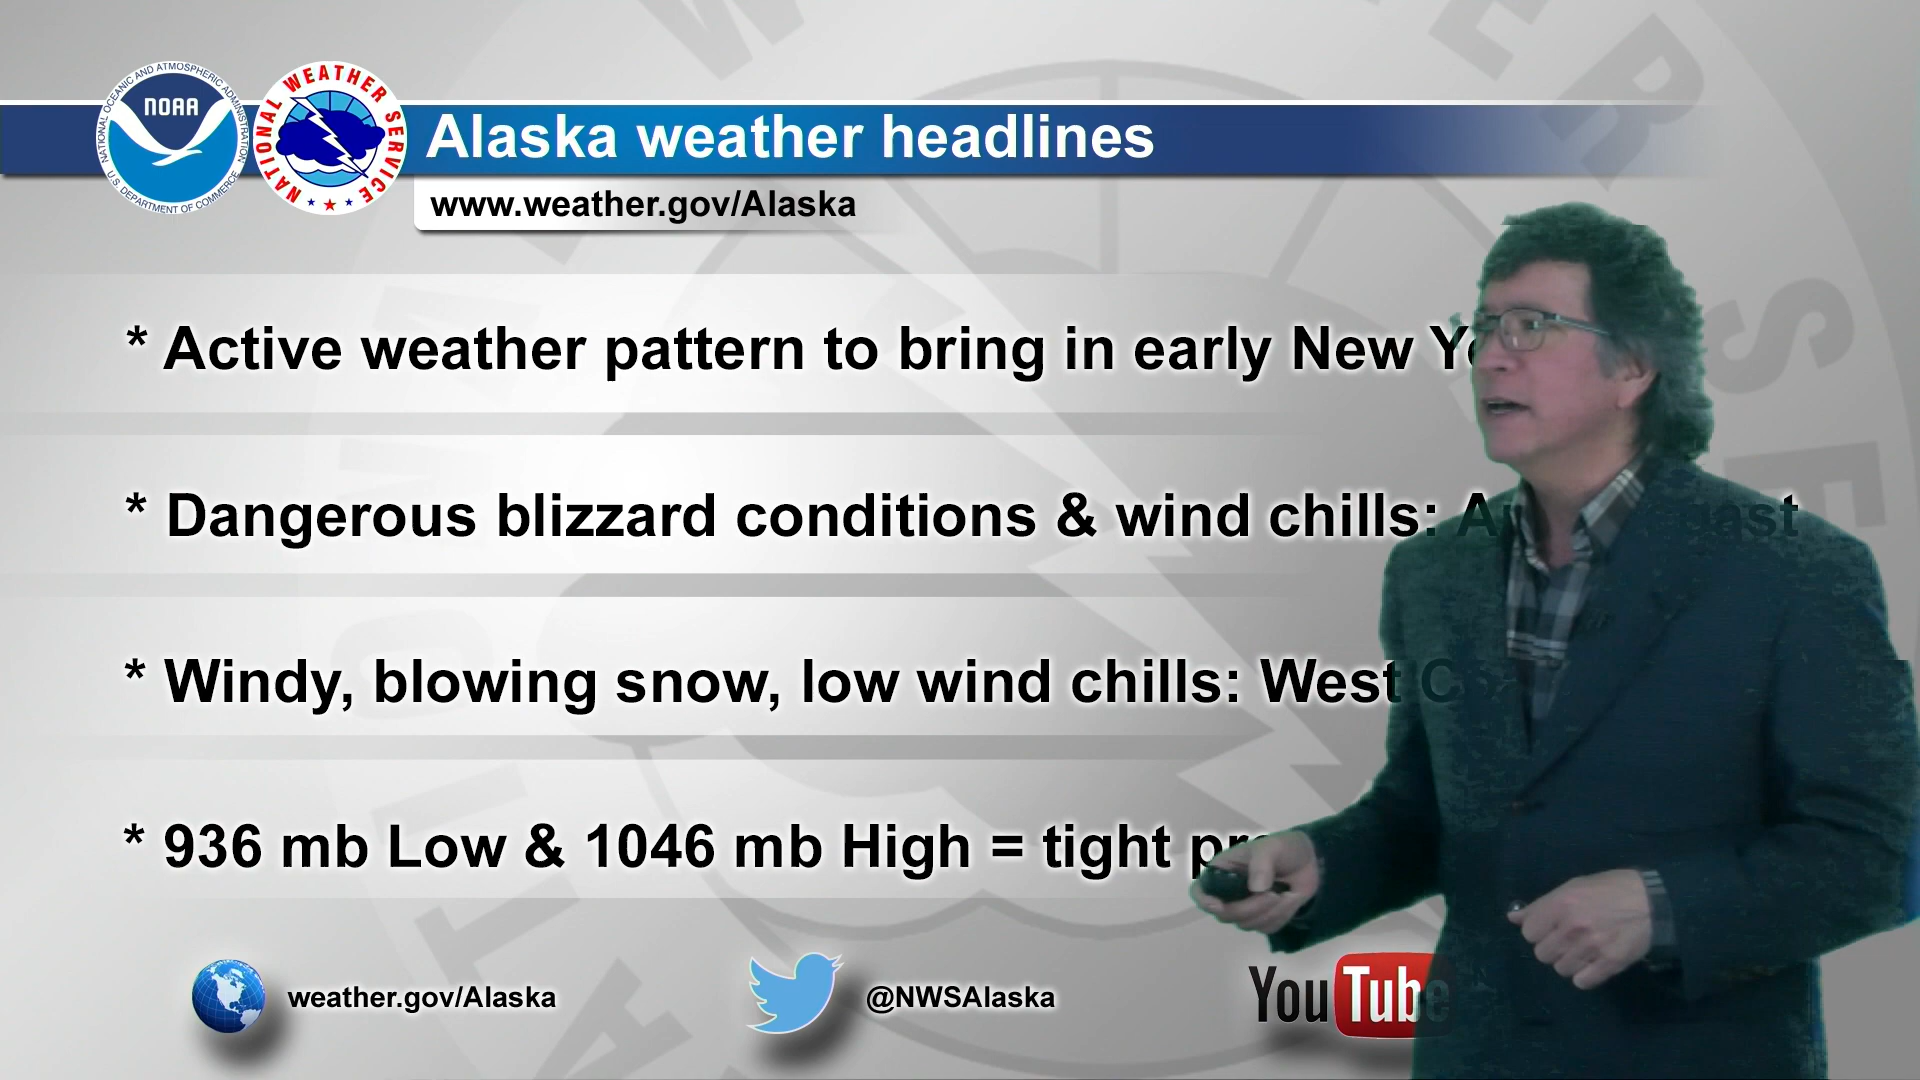 NATIONAL OCEANIC AND ATMOSPHERIC ADMINISTRATION
NOAA
U.S. DEPARTMENT OF COMMERCE
NATIONAL WEATHER SERVICE
Alaska weather headlines
www.weather.gov/Alaska
* Active weather pattern to bring in early New
* Dangerous blizzard conditions & wind chills:
* Windy, blowing snow, low wind chills: West
* 936 mb Low & 1046 mb High = tight
weather.gov/Alaska
@NWSAlaska
YouTube